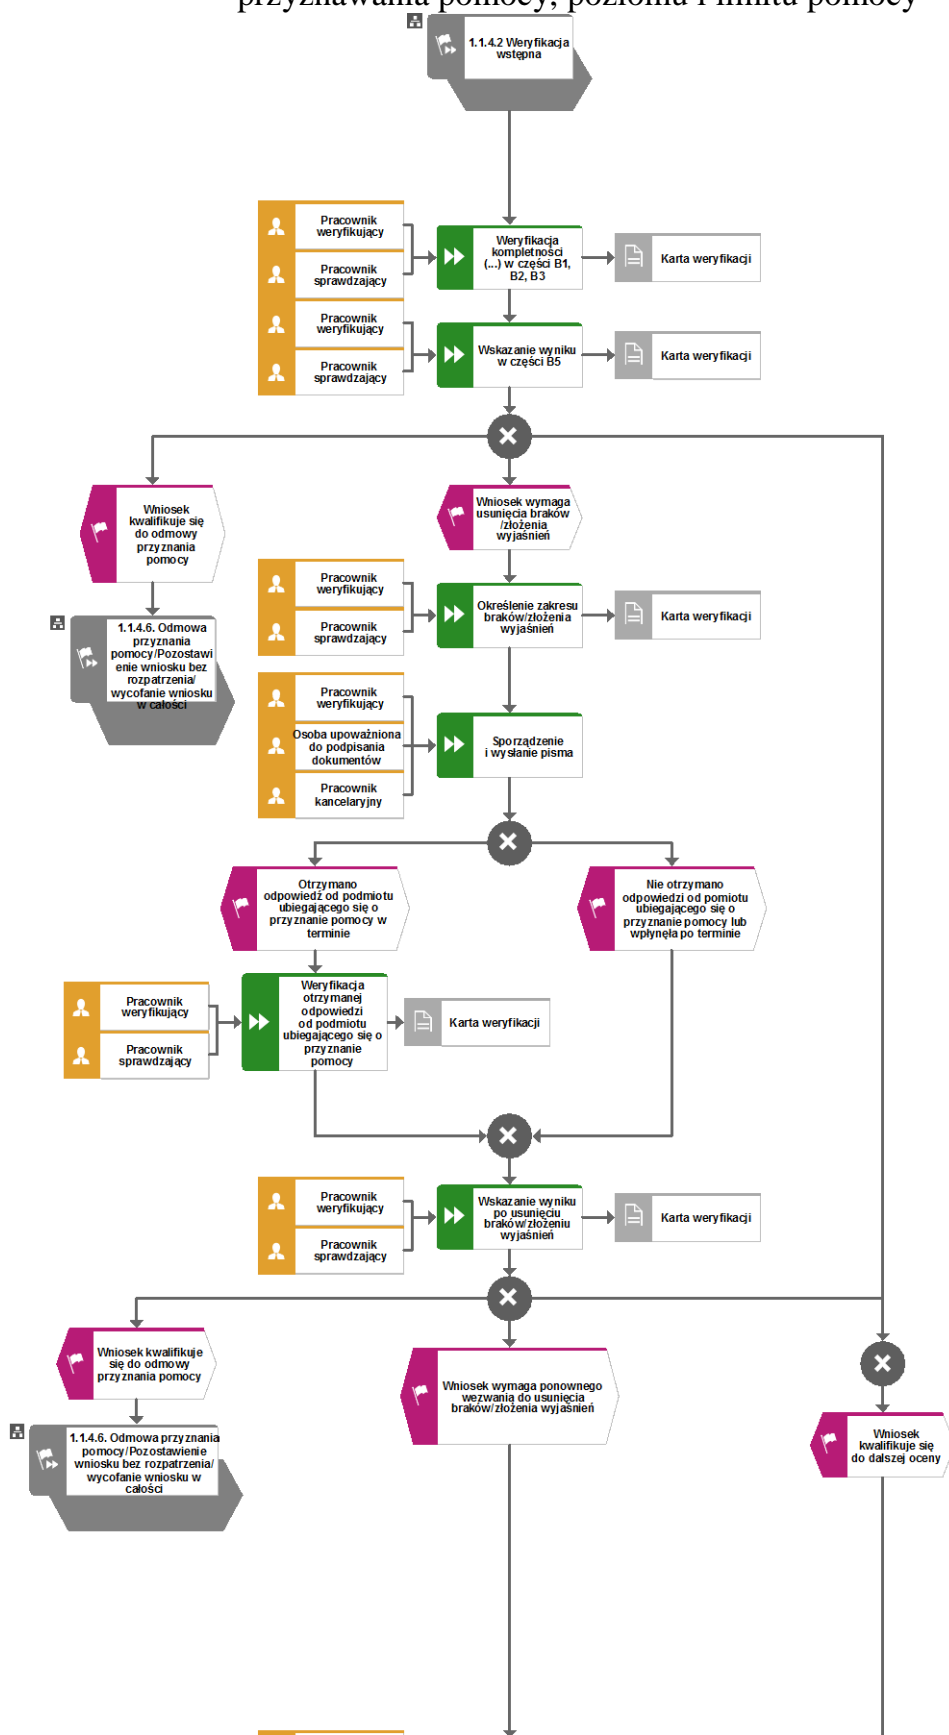 przyznawania pomocy, poziomu i limitu pomocy
1.1.4.2 Weryfikacja
wstępna
Pracownik
weryfikujący
Pracownik
sprawdzający
Weryfikacja
kompletności
(...) w części B1,
B2, B3
Karta weryfikacji
Pracownik
weryfikujący
Pracownik
sprawdzający
Wskazanie wyniku
w części B5
Karta weryfikacji
Wniosek
kwalifikuje się
do odmowy
przyznania
pomocy
Wniosek wymaga
usunięcia braków
/złożenia
wyjaśnień
1.1.4.6. Odmowa
przyznania
pomocy/Pozostawi
enie wniosku bez
rozpatrzenia/
wycofanie wniosku
w całości
Pracownik
weryfikujący
Pracownik
sprawdzający
Określenie zakresu
braków/złożenia
wyjaśnień
Karta weryfikacji
Pracownik
weryfikujący
Osoba upoważniona
do podpisania
dokumentów
Pracownik
kancelaryjny
Sporządzenie
i wysłanie pisma
Otrzymano
odpowiedź od podmiotu
ubiegającego się o
przyznanie pomocy w
terminie
Nie otrzymano
odpowiedzi od pomiotu
ubiegającego się o
przyznanie pomocy lub
wpłynęła po terminie
Pracownik
weryfikujący
Pracownik
sprawdzający
Weryfikacja
otrzymanej
odpowiedzi
od podmiotu
ubiegającego się o
przyznanie
pomocy
Karta weryfikacji
Pracownik
weryfikujący
Pracownik
sprawdzający
Wskazanie wyniku
po usunięciu
braków/złożeniu
wyjaśnień
Karta weryfikacji
Wniosek kwalifikuje
się do odmowy
przyznania pomocy
Wniosek wymaga ponownego
wezwania do usunięcia
braków/złożenia wyjaśnień
Wniosek
kwalifikuje się
do dalszej oceny
1.1.4.6. Odmowa przyznania
pomocy/Pozostawienie
wniosku bez rozpatrzenia/
wycofanie wniosku w
całości